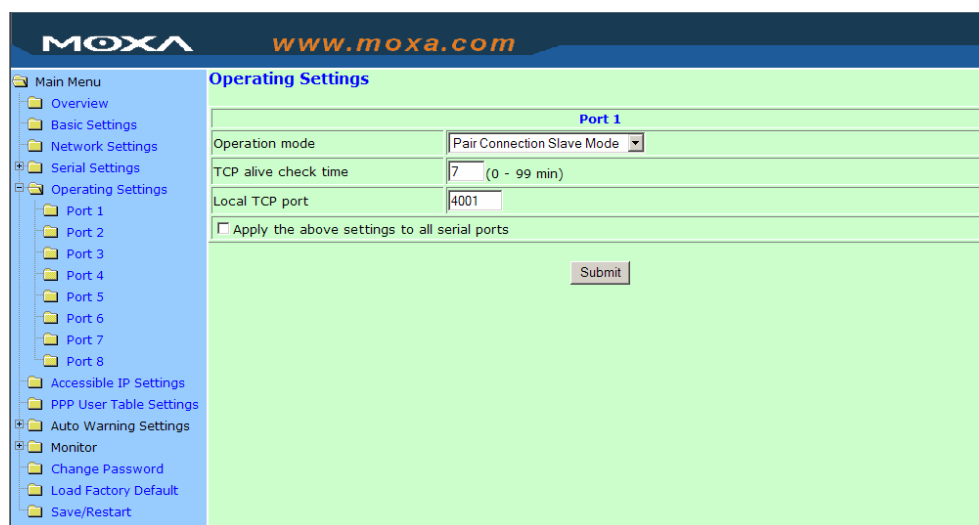 MOXA www.moxa.com
Main Menu
Overview
Basic Settings
Network Settings
Serial Settings
Operating Settings
Port 1
Port 2
Port 3
Port 4
Port 5
Port 6
Port 7
Port 8
Accessible IP Settings
PPP User Table Settings
Auto Warning Settings
Monitor
Change Password
Load Factory Default
Save/Restart
Operating Settings
Port 1
Operation mode Pair Connection Slave Mode
TCP alive check time 7 (0 - 99 min)
Local TCP port 4001
Apply the above settings to all serial ports
Submit